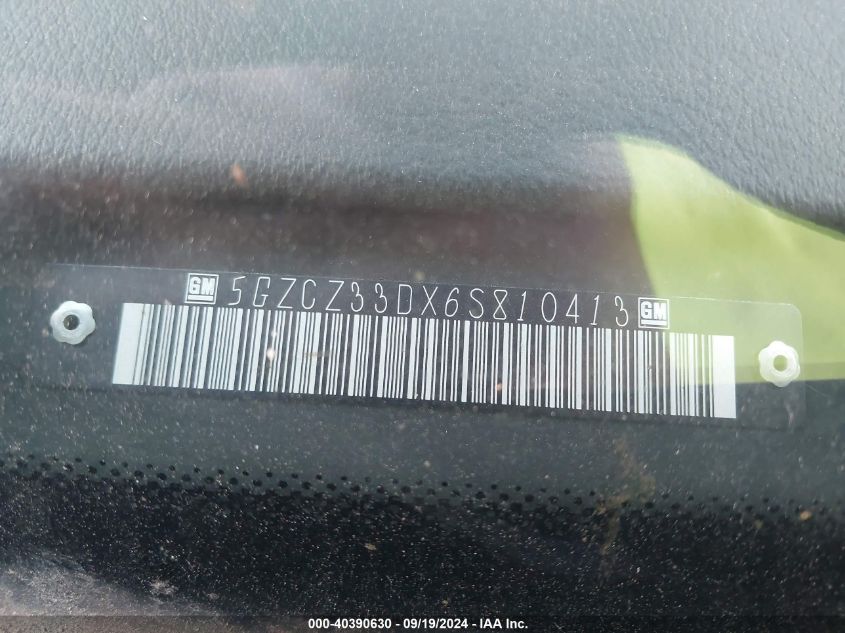 GM 5GZCZ33DX6S810413 GM
000-40390630 - 09/19/2024 - IAA Inc.